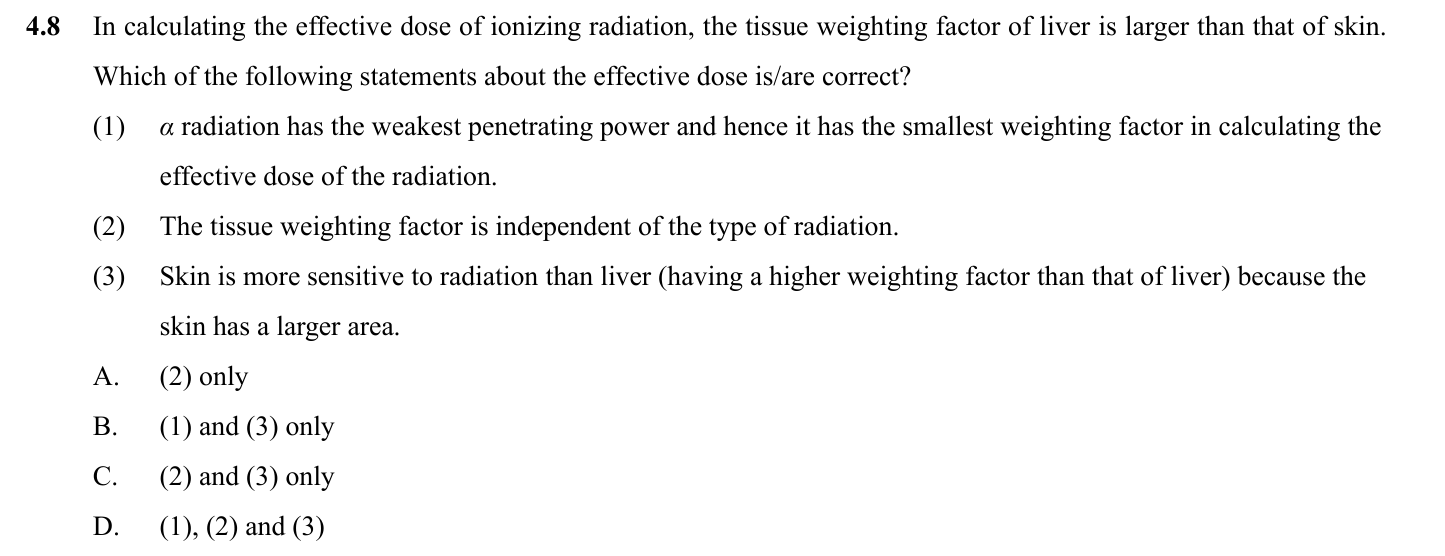 4.8 In calculating the effective dose of ionizing radiation, the tissue weighting factor of liver is larger than that of skin.
Which of the following statements about the effective dose is/are correct?
(1) α radiation has the weakest penetrating power and hence it has the smallest weighting factor in calculating the
effective dose of the radiation.
(2) The tissue weighting factor is independent of the type of radiation.
(3) Skin is more sensitive to radiation than liver (having a higher weighting factor than that of liver) because the
skin has a larger area.
A. (2) only
B. (1) and (3) only
C. (2) and (3) only
D. (1), (2) and (3)